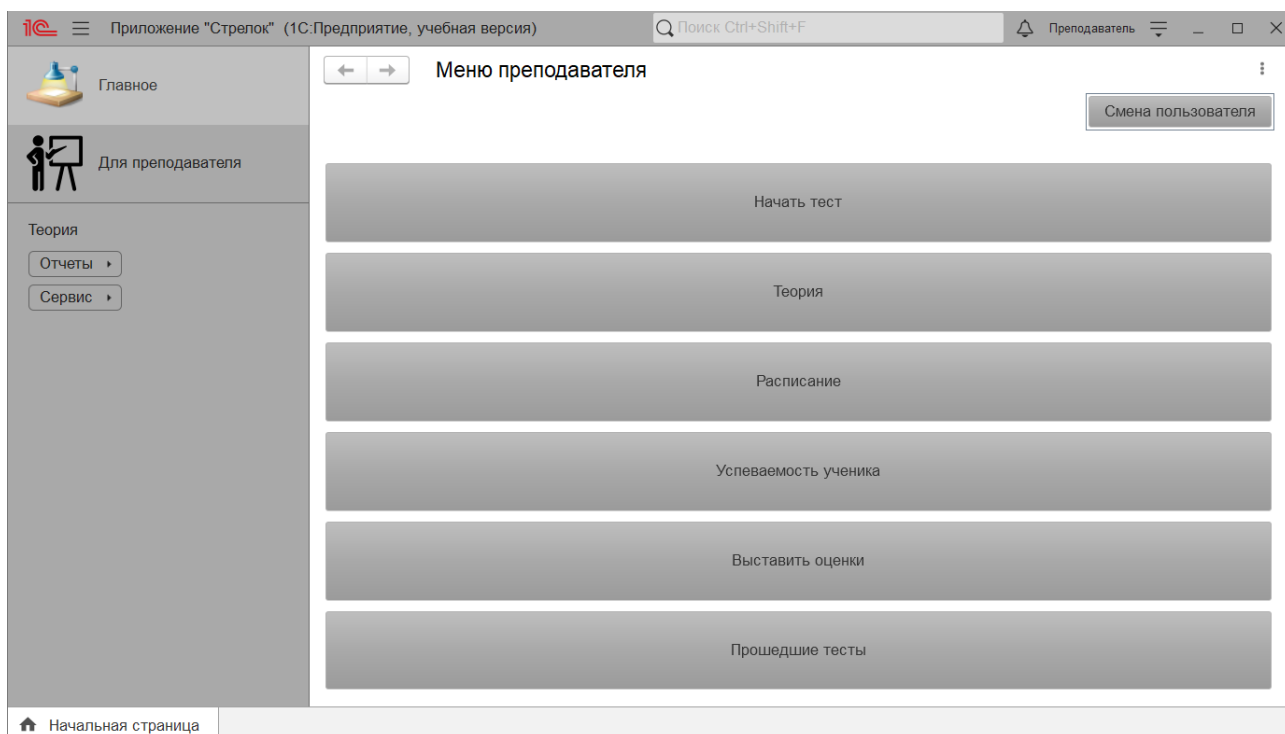 1С Приложение "Стрелок" (1С:Предприятие, учебная версия) Поиск Ctrl+Shift+F Преподаватель
Главное
Для преподавателя
Теория
Отчеты
Сервис
Меню преподавателя
Смена пользователя
Начать тест
Теория
Расписание
Успеваемость ученика
Выставить оценки
Прошедшие тесты
Начальная страница